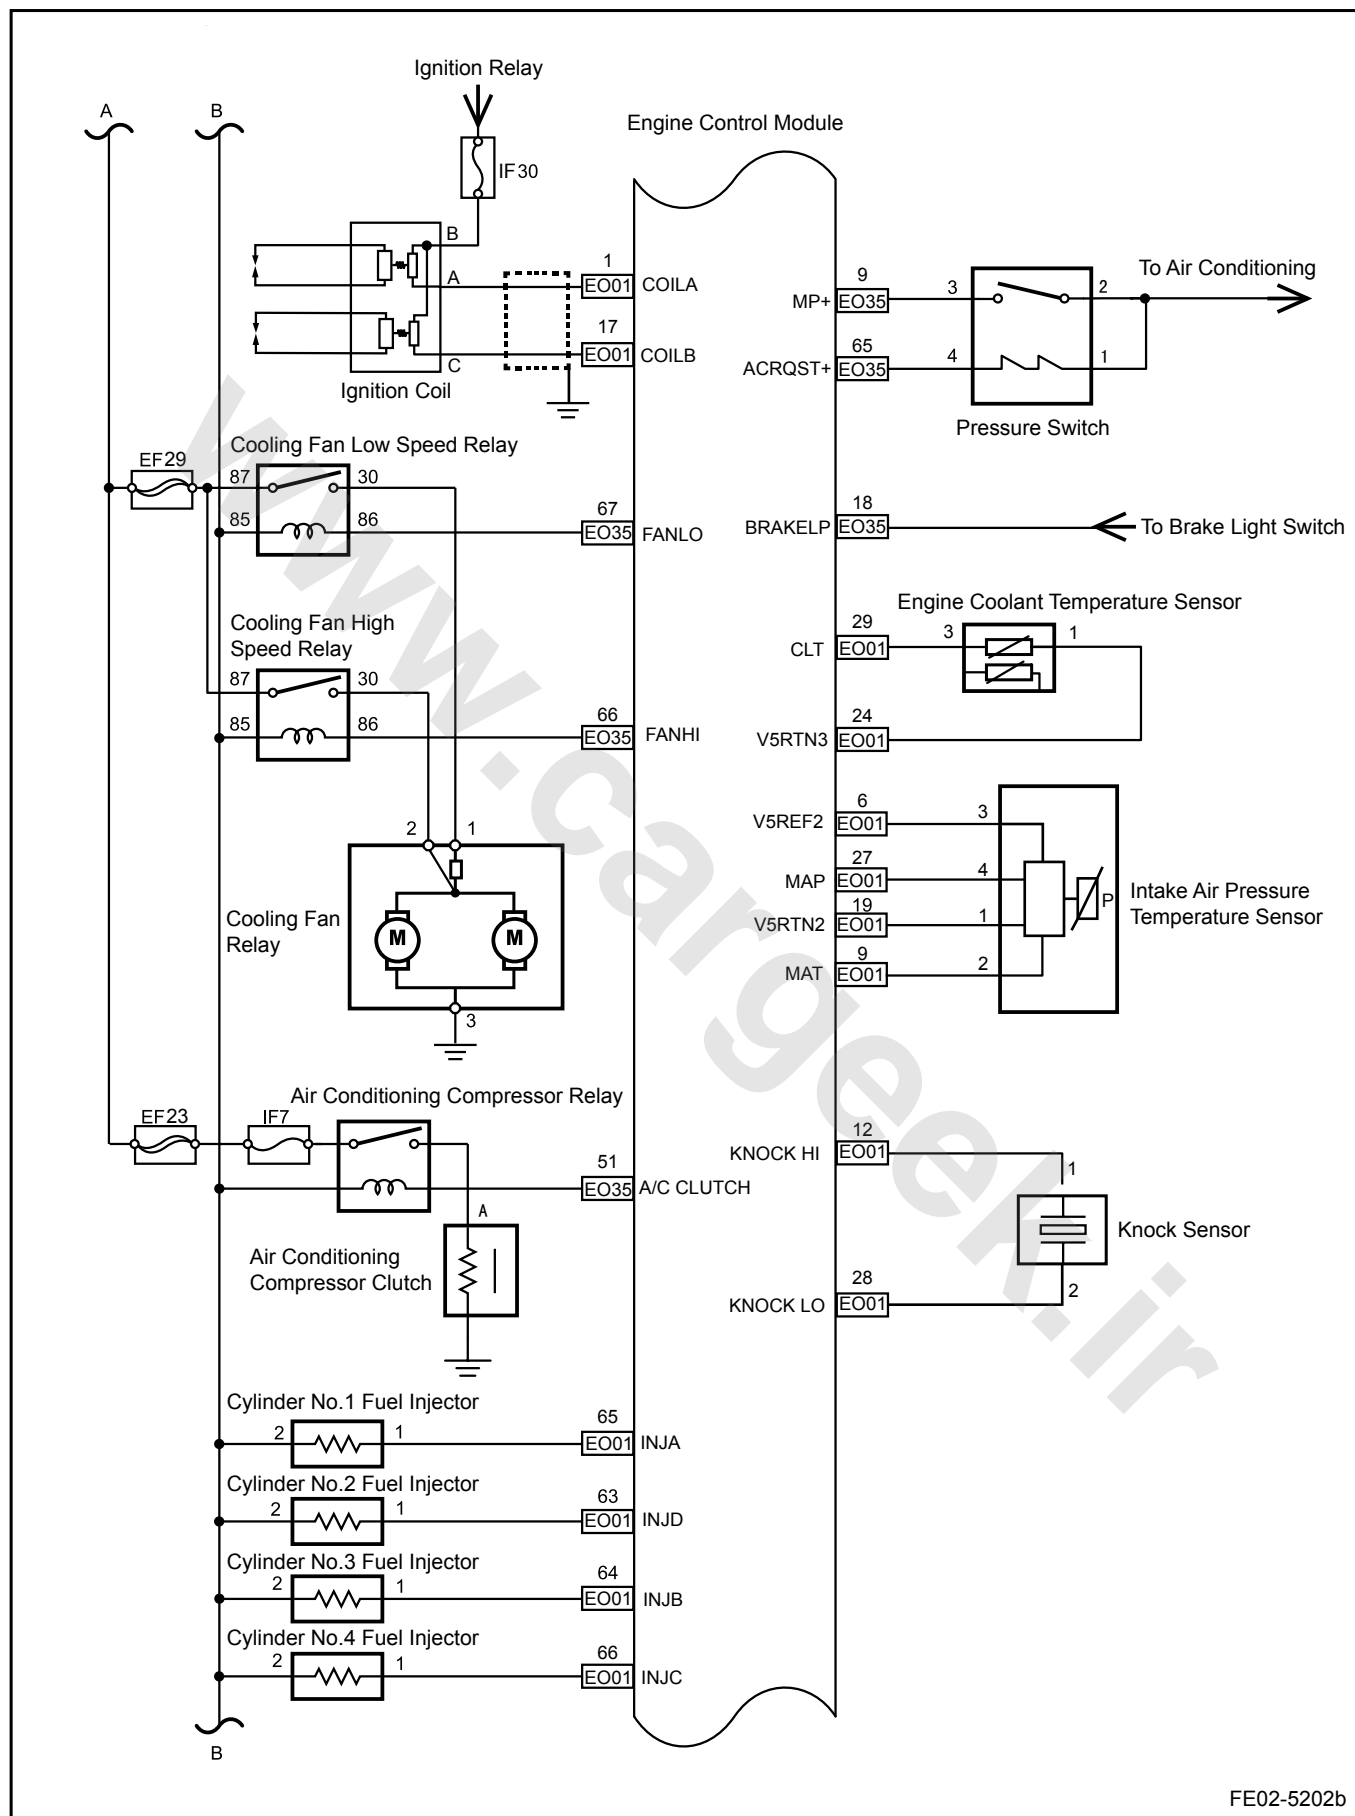 Ignition Relay
A
B
Engine Control Module
IF30
B
A
C
Ignition Coil
1
EO01 COILA
17
EO01 COILB
9
MP+ EO35
3
2
To Air Conditioning
65
ACRQST+ EO35
4
1
Pressure Switch
Cooling Fan Low Speed Relay
EF29
87
30
85
86
67
EO35 FANLO
18
BRAKELP EO35
To Brake Light Switch
Cooling Fan High
Speed Relay
87
30
85
86
66
EO35 FANHI
Engine Coolant Temperature Sensor
29
CLT EO01
3
1
24
V5RTN3 EO01
6
V5REF2 EO01
3
27
MAP EO01
4
19
V5RTN2 EO01
1
9
MAT EO01
2
P
Intake Air Pressure
Temperature Sensor
2
1
M
M
3
Cooling Fan
Relay
Air Conditioning Compressor Relay
EF23
IF7
51
EO35 A/C CLUTCH
A
Air Conditioning
Compressor Clutch
12
KNOCK HI EO01
1
Knock Sensor
28
KNOCK LO EO01
2
Cylinder No.1 Fuel Injector
2
1
65
EO01 INJA
Cylinder No.2 Fuel Injector
2
1
63
EO01 INJD
Cylinder No.3 Fuel Injector
2
1
64
EO01 INJB
Cylinder No.4 Fuel Injector
2
1
66
EO01 INJC
B
FE02-5202b
www.cargeek.ir